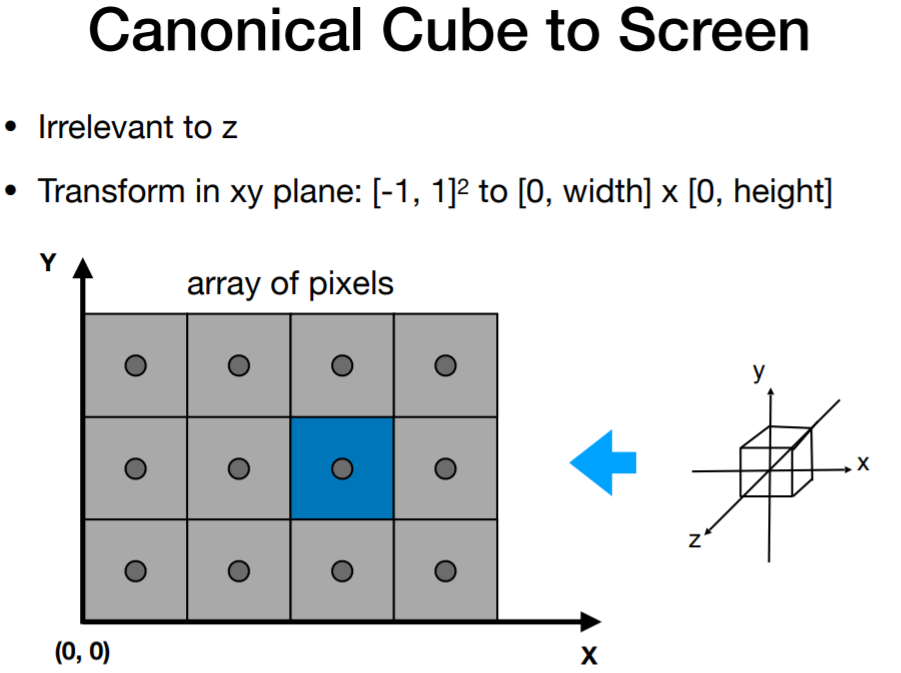 Canonical Cube to Screen
• Irrelevant to z
• Transform in xy plane: [-1, 1]² to [0, width] x [0, height]
Y
array of pixels
y
x
z
(0, 0)
X